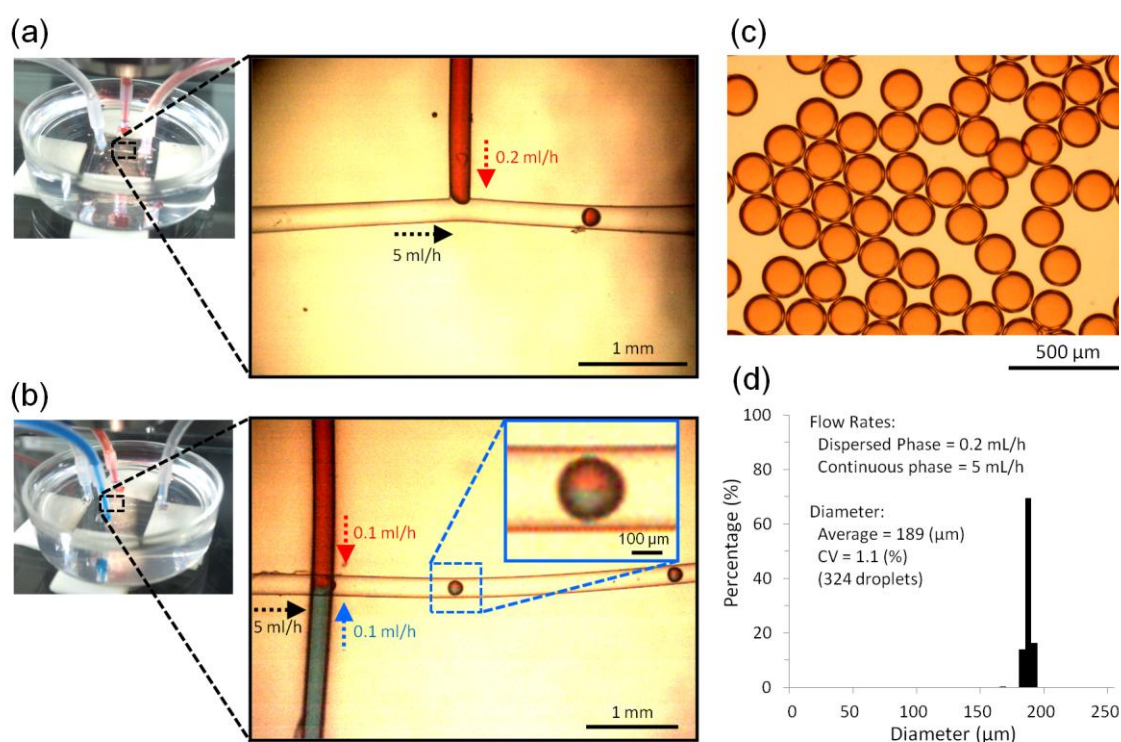 (a)
0.2 ml/h
5 ml/h
1 mm
(b)
0.1 ml/h
5 ml/h
0.1 ml/h
100 µm
1 mm
(c)
500 µm
(d)
Percentage (%)
100
80
60
40
20
0
Flow Rates:
Dispersed Phase = 0.2 mL/h
Continuous phase = 5 mL/h
Diameter:
Average = 189 (µm)
CV = 1.1 (%)
(324 droplets)
0 50 100 150 200 250
Diameter (µm)